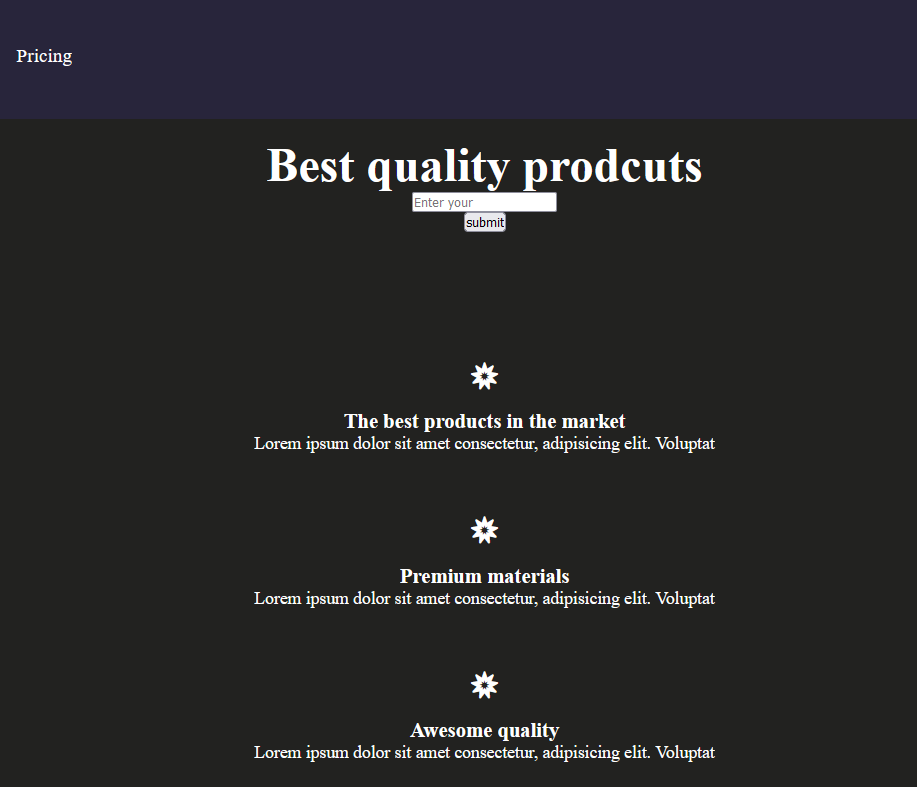 Pricing
Best quality prodcuts
Enter your
submit
The best products in the market
Lorem ipsum dolor sit amet consectetur, adipisicing elit. Voluptat
Premium materials
Lorem ipsum dolor sit amet consectetur, adipisicing elit. Voluptat
Awesome quality
Lorem ipsum dolor sit amet consectetur, adipisicing elit. Voluptat